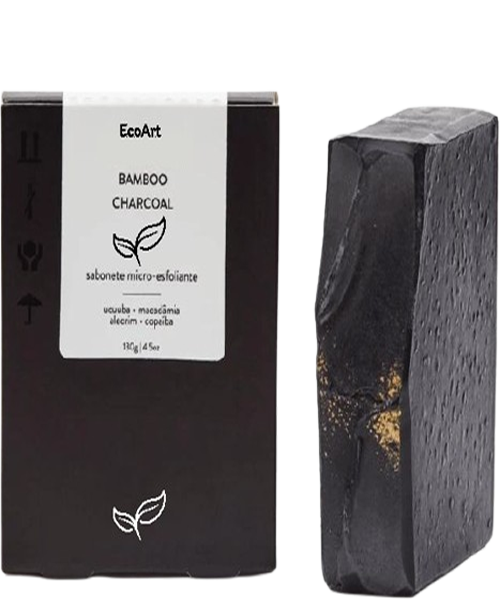 EcoArt
BAMBOO
CHARCOAL
sabonete micro-esfoliante
ucuuba • macadâmia
alecrim • copaíba
130g | 4.5oz